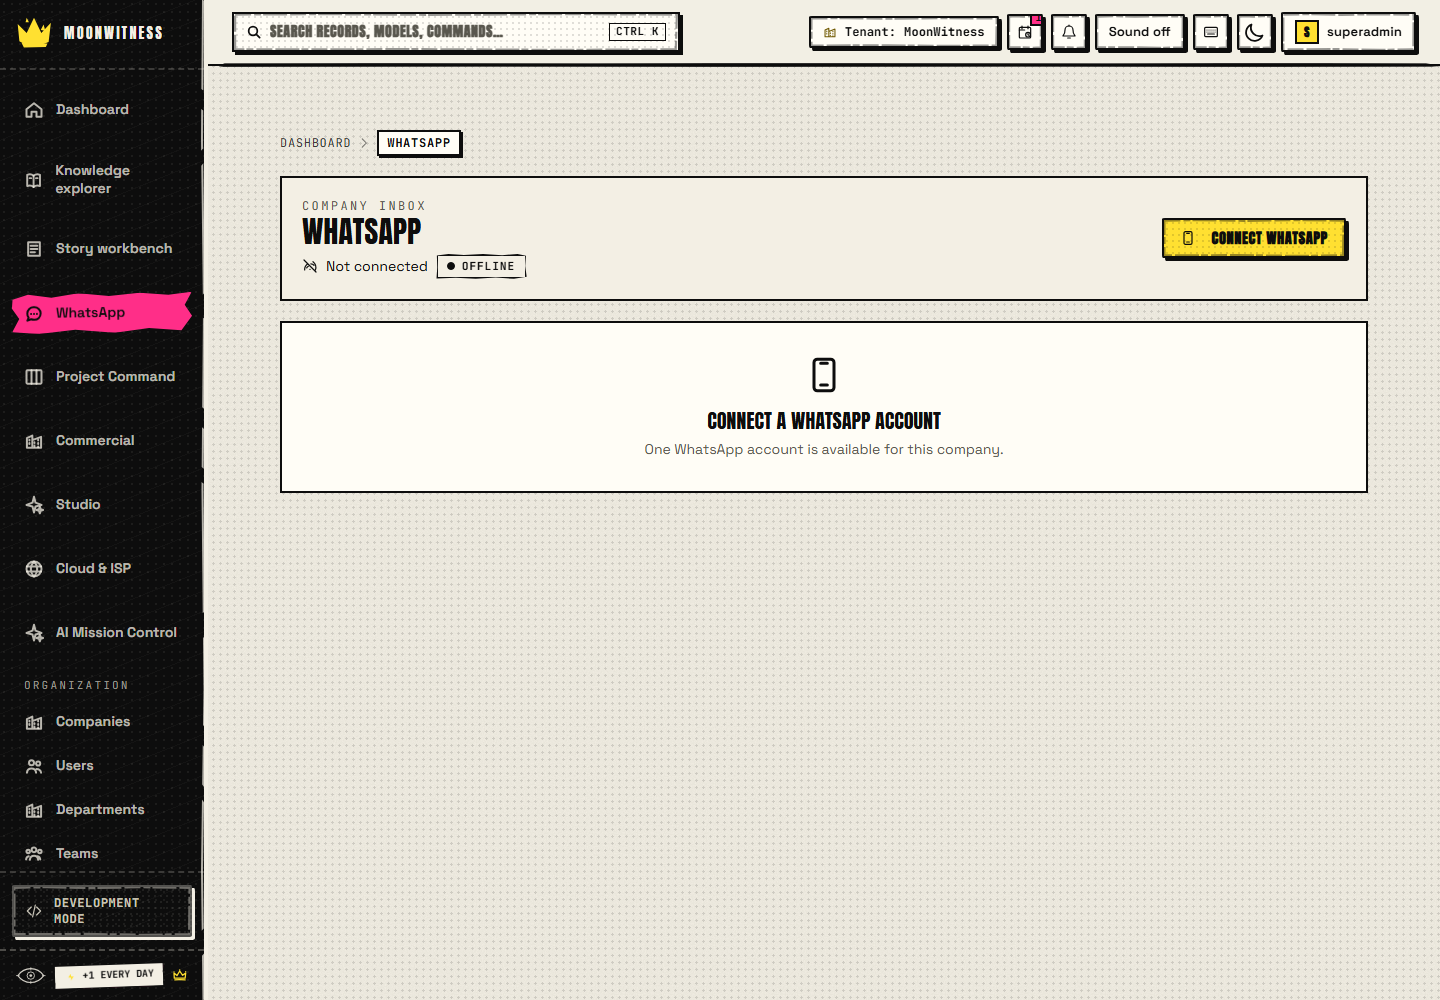 MOONWITNESS
SEARCH RECORDS, MODELS, COMMANDS...
CTRL K
Tenant: MoonWitness
Sound off
S
superadmin
Dashboard
Knowledge
explorer
Story workbench
WhatsApp
Project Command
Commercial
Studio
Cloud & ISP
AI Mission Control
ORGANIZATION
Companies
Users
Departments
Teams
DEVELOPMENT
MODE
+1 EVERY DAY
DASHBOARD
WHATSAPP
COMPANY INBOX
WHATSAPP
Not connected
OFFLINE
CONNECT WHATSAPP
CONNECT A WHATSAPP ACCOUNT
One WhatsApp account is available for this company.